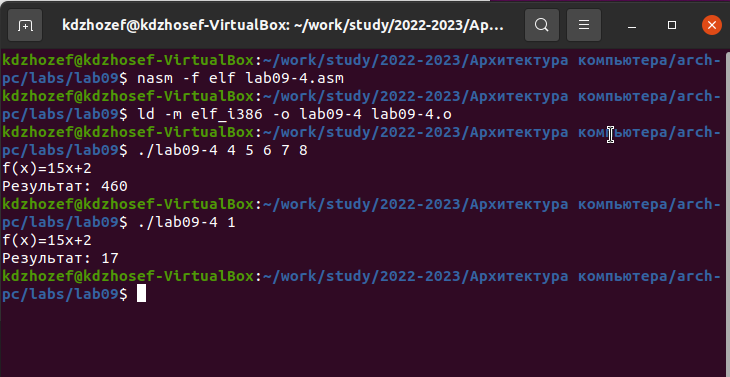 kdzhozef@kdzhosef-VirtualBox: ~/work/study/2022-2023/Ар...
kdzhozef@kdzhosef-VirtualBox:~/work/study/2022-2023/Архитектура компьютера/arch-
pc/labs/lab09$ nasm -f elf lab09-4.asm
kdzhozef@kdzhosef-VirtualBox:~/work/study/2022-2023/Архитектура компьютера/arch-
pc/labs/lab09$ ld -m elf_i386 -o lab09-4 lab09-4.o
kdzhozef@kdzhosef-VirtualBox:~/work/study/2022-2023/Архитектура компьютера/arch-
pc/labs/lab09$ ./lab09-4 4 5 6 7 8
f(x)=15x+2
Результат: 460
kdzhozef@kdzhosef-VirtualBox:~/work/study/2022-2023/Архитектура компьютера/arch-
pc/labs/lab09$ ./lab09-4 1
f(x)=15x+2
Результат: 17
kdzhozef@kdzhosef-VirtualBox:~/work/study/2022-2023/Архитектура компьютера/arch-
pc/labs/lab09$